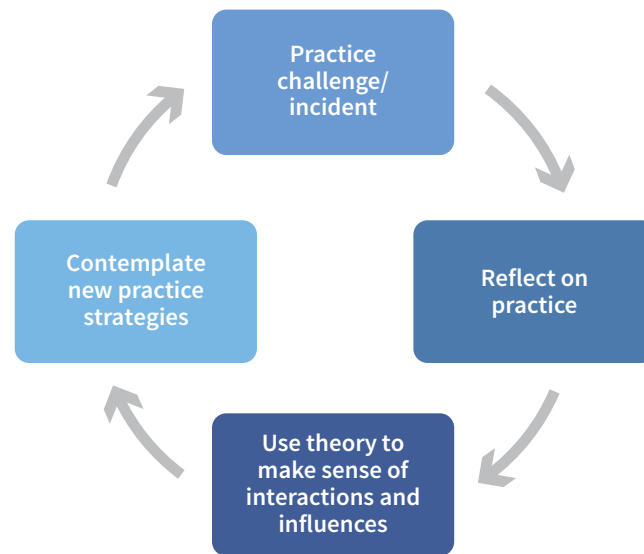 Practice
challenge/
incident
Reflect on
practice
Use theory to
make sense of
interactions and
influences
Contemplate
new practice
strategies